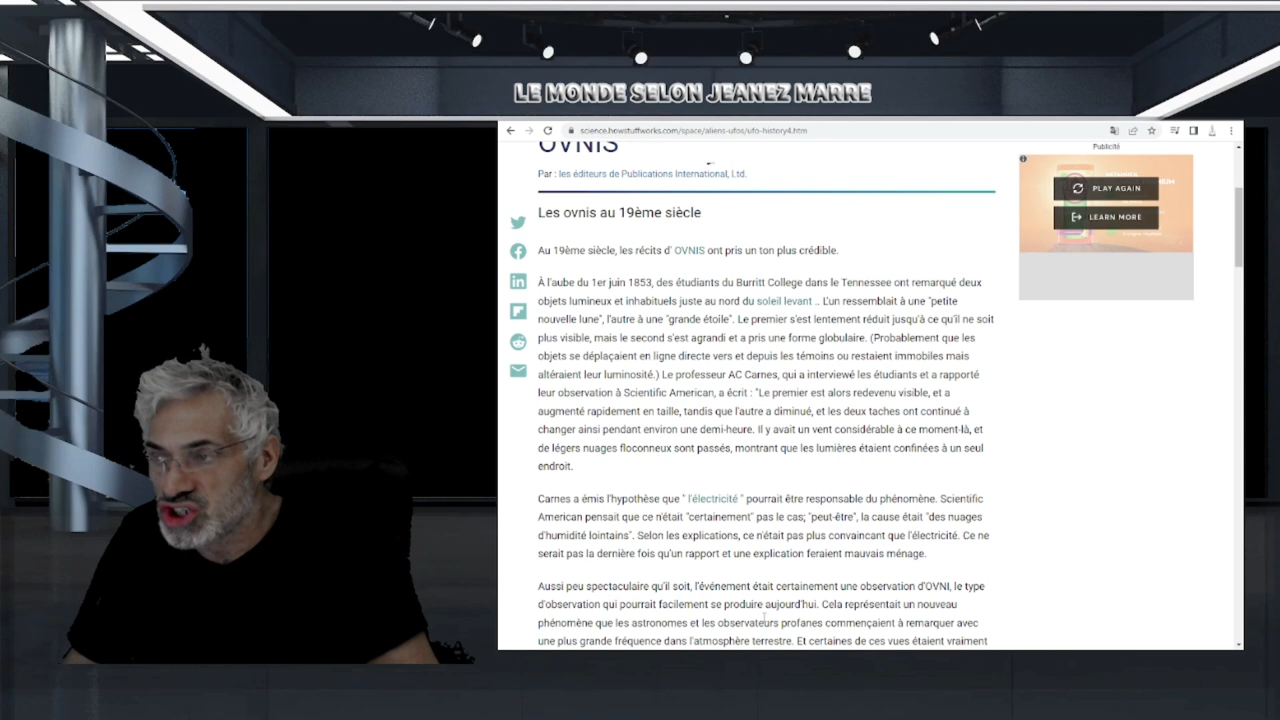 LE MONDE SELON JEANEZ MARRE
science.howstuffworks.com/space/aliens-ufos/ufo-history4.htm
OVNIS
Publicité
Par : les éditeurs de Publications International, Ltd.
PLAY AGAIN
LEARN MORE
Les ovnis au 19ème siècle
Au 19ème siècle, les récits d' OVNIS ont pris un ton plus crédible.
À l'aube du 1er juin 1853, des étudiants du Burritt College dans le Tennessee ont remarqué deux
objets lumineux et inhabituels juste au nord du soleil levant .. L'un ressemblait à une "petite
nouvelle lune", l'autre à une "grande étoile". Le premier s'est lentement réduit jusqu'à ce qu'il ne soit
plus visible, mais le second s'est agrandi et a pris une forme globulaire. (Probablement que les
objets se déplaçaient en ligne directe vers et depuis les témoins ou restaient immobiles mais
altéraient leur luminosité.) Le professeur AC Carnes, qui a interviewé les étudiants et a rapporté
leur observation à Scientific American, a écrit : "Le premier est alors redevenu visible, et a
augmenté rapidement en taille, tandis que l'autre a diminué, et les deux taches ont continué à
changer ainsi pendant environ une demi-heure. Il y avait un vent considérable à ce moment-là, et
de légers nuages floconneux sont passés, montrant que les lumières étaient confinées à un seul
endroit.
Carnes a émis l'hypothèse que " l'électricité " pourrait être responsable du phénomène. Scientific
American pensait que ce n'était "certainement" pas le cas; "peut-être", la cause était "des nuages
d'humidité lointains". Selon les explications, ce n'était pas plus convaincant que l'électricité. Ce ne
serait pas la dernière fois qu'un rapport et une explication feraient mauvais ménage.
Aussi peu spectaculaire qu'il soit, l'événement était certainement une observation d'OVNI, le type
d'observation qui pourrait facilement se produire aujourd'hui. Cela représentait un nouveau
phénomène que les astronomes et les observateurs profanes commençaient à remarquer avec
une plus grande fréquence dans l'atmosphère terrestre. Et certaines de ces vues étaient vraiment